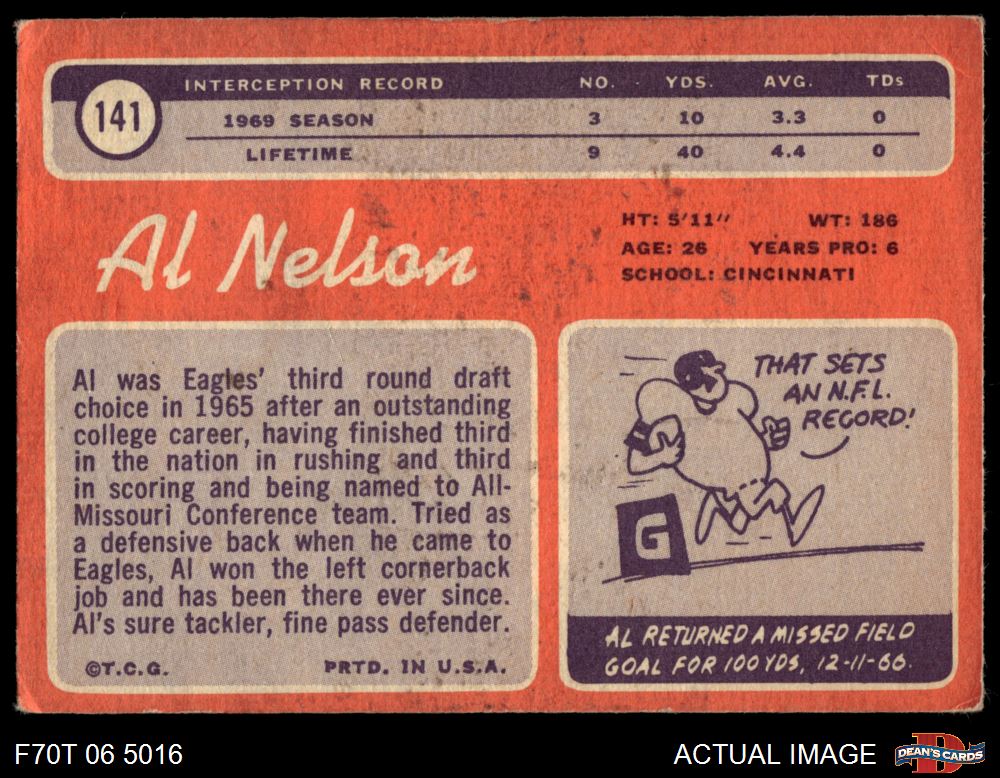 141
INTERCEPTION RECORD NO. YDS. AVG. TDs
1969 SEASON 3 10 3.3 0
LIFETIME 9 40 4.4 0
Al Nelson
HT: 5'11" WT: 186
AGE: 26 YEARS PRO: 6
SCHOOL: CINCINNATI
Al was Eagles' third round draft
choice in 1965 after an outstanding
college career, having finished third
in the nation in rushing and third
in scoring and being named to All-
Missouri Conference team. Tried as
a defensive back when he came to
Eagles, Al won the left cornerback
job and has been there ever since.
Al's sure tackler, fine pass defender.
©T.C.G. PRTD. IN U.S.A.
THAT SETS
AN N.F.L.
RECORD!
G
AL RETURNED A MISSED FIELD
GOAL FOR 100 YDS, 12-11-66.
F70T 06 5016
ACTUAL IMAGE
D
DEAN'S CARDS